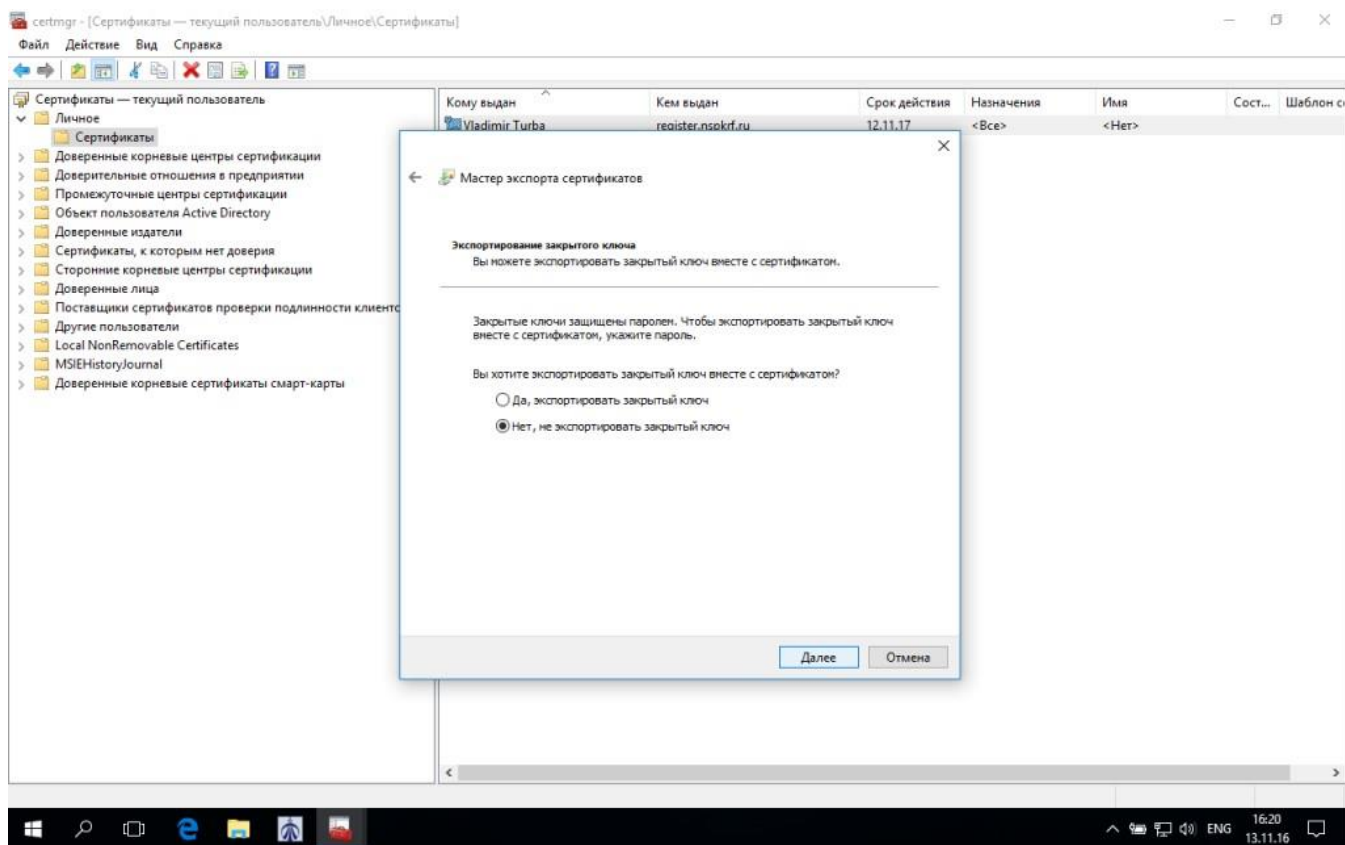 certmgr - [Сертификаты — текущий пользователь\Личное\Сертификаты]
Файл Действие Вид Справка
Сертификаты — текущий пользователь
Личное
Сертификаты
Доверенные корневые центры сертификации
Доверительные отношения в предприятии
Промежуточные центры сертификации
Объект пользователя Active Directory
Доверенные издатели
Сертификаты, к которым нет доверия
Сторонние корневые центры сертификации
Доверенные лица
Поставщики сертификатов проверки подлинности клиентс
Другие пользователи
Local NonRemovable Certificates
MSIEHistoryJournal
Доверенные корневые сертификаты смарт-карты
Кому выдан Кем выдан Срок действия Назначения Имя Сост... Шаблон се
Vladimir Turba register.nspkrf.ru 12.11.17 <Все> <Нет>
Мастер экспорта сертификатов
Экспортирование закрытого ключа
Вы можете экспортировать закрытый ключ вместе с сертификатом.
Закрытые ключи защищены паролем. Чтобы экспортировать закрытый ключ
вместе с сертификатом, укажите пароль.
Вы хотите экспортировать закрытый ключ вместе с сертификатом?
Да, экспортировать закрытый ключ
Нет, не экспортировать закрытый ключ
Далее Отмена
ENG 16:20
13.11.16